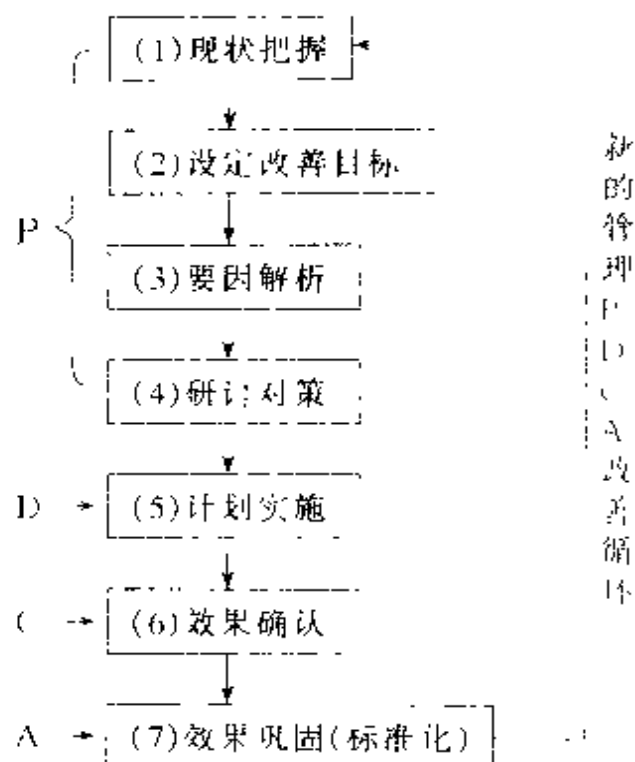 (1)现状把握
(2)设定改善目标
P
(3)要因解析
(4)研讨对策
D
(5)计划实施
C
(6)效果确认
A
(7)效果巩固(标准化)
新的管理PDCA改善循环